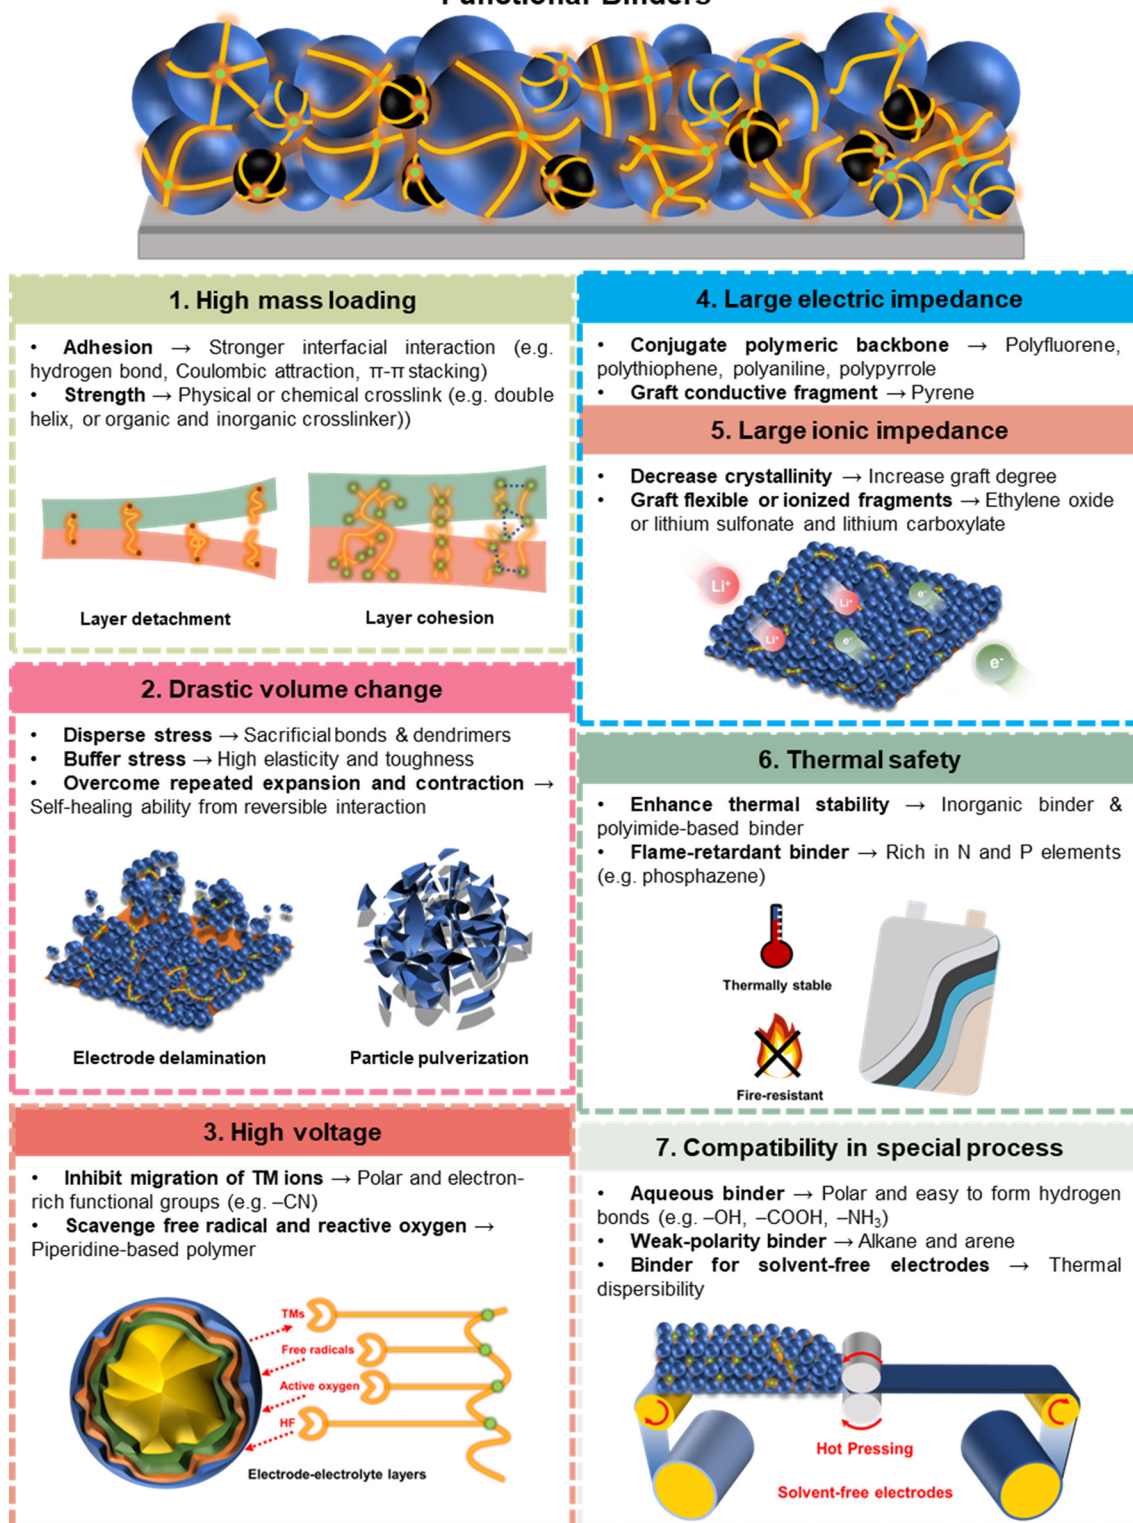 Functional Binders
1. High mass loading
• Adhesion → Stronger interfacial interaction (e.g.
hydrogen bond, Coulombic attraction, π-π stacking)
• Strength → Physical or chemical crosslink (e.g. double
helix, or organic and inorganic crosslinker))
Layer detachment
Layer cohesion
2. Drastic volume change
• Disperse stress → Sacrificial bonds & dendrimers
• Buffer stress → High elasticity and toughness
• Overcome repeated expansion and contraction →
Self-healing ability from reversible interaction
Electrode delamination
Particle pulverization
3. High voltage
• Inhibit migration of TM ions → Polar and electron-
rich functional groups (e.g. –CN)
• Scavenge free radical and reactive oxygen →
Piperidine-based polymer
TMs
Free radicals
Active oxygen
HF
Electrode-electrolyte layers
4. Large electric impedance
• Conjugate polymeric backbone → Polyfluorene,
polythiophene, polyaniline, polypyrrole
• Graft conductive fragment → Pyrene
5. Large ionic impedance
• Decrease crystallinity → Increase graft degree
• Graft flexible or ionized fragments → Ethylene oxide
or lithium sulfonate and lithium carboxylate
Li⁺
Li⁺
e⁻
Li⁺
e⁻
e⁻
6. Thermal safety
• Enhance thermal stability → Inorganic binder &
polyimide-based binder
• Flame-retardant binder → Rich in N and P elements
(e.g. phosphazene)
Thermally stable
Fire-resistant
7. Compatibility in special process
• Aqueous binder → Polar and easy to form hydrogen
bonds (e.g. –OH, –COOH, –NH₃)
• Weak-polarity binder → Alkane and arene
• Binder for solvent-free electrodes → Thermal
dispersibility
Hot Pressing
Solvent-free electrodes